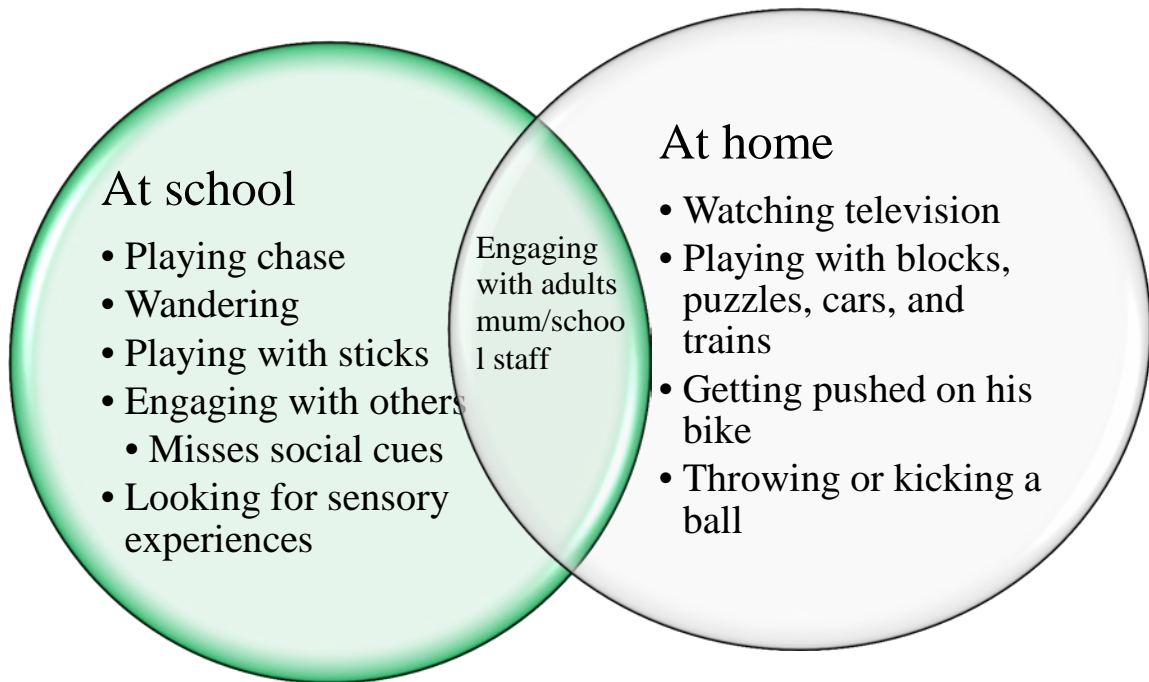 At school
• Playing chase
• Wandering
• Playing with sticks
• Engaging with others
• Misses social cues
• Looking for sensory
experiences
Engaging
with adults
mum/schoo
l staff
At home
• Watching television
• Playing with blocks,
puzzles, cars, and
trains
• Getting pushed on his
bike
• Throwing or kicking a
ball